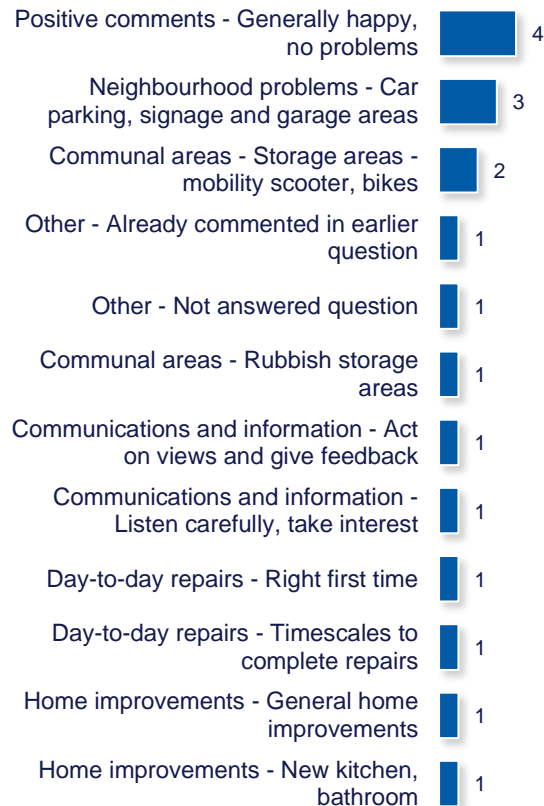 Positive comments - Generally happy,
no problems
4
Neighbourhood problems - Car
parking, signage and garage areas
3
Communal areas - Storage areas -
mobility scooter, bikes
2
Other - Already commented in earlier
question
1
Other - Not answered question
1
Communal areas - Rubbish storage
areas
1
Communications and information - Act
on views and give feedback
1
Communications and information -
Listen carefully, take interest
1
Day-to-day repairs - Right first time
1
Day-to-day repairs - Timescales to
complete repairs
1
Home improvements - General home
improvements
1
Home improvements - New kitchen,
bathroom
1